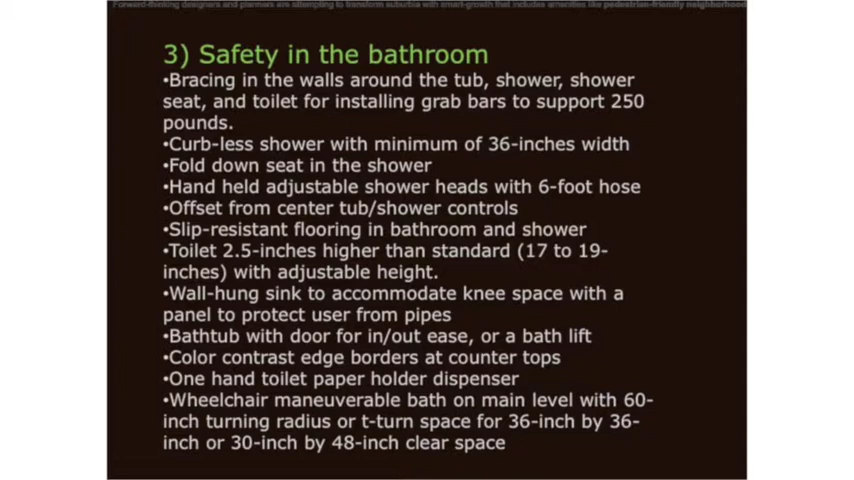 Forward-thinking designers and planners are attempting to transform suburbia with smart-growth that includes amenities like pedestrian-friendly neighborhoods
3) Safety in the bathroom
•Bracing in the walls around the tub, shower, shower
seat, and toilet for installing grab bars to support 250
pounds.
•Curb-less shower with minimum of 36-inches width
•Fold down seat in the shower
•Hand held adjustable shower heads with 6-foot hose
•Offset from center tub/shower controls
•Slip-resistant flooring in bathroom and shower
•Toilet 2.5-inches higher than standard (17 to 19-
inches) with adjustable height.
•Wall-hung sink to accommodate knee space with a
panel to protect user from pipes
•Bathtub with door for in/out ease, or a bath lift
•Color contrast edge borders at counter tops
•One hand toilet paper holder dispenser
•Wheelchair maneuverable bath on main level with 60-
inch turning radius or t-turn space for 36-inch by 36-
inch or 30-inch by 48-inch clear space